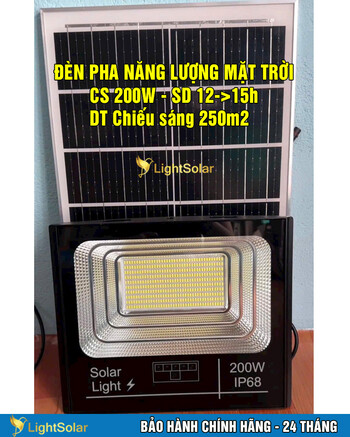 ĐÈN PHA NĂNG LƯỢNG MẶT TRỜI
CS 200W - SD 12->15h
DT Chiếu sáng 250m2
LightSolar
Solar
Light
200W
IP68
LightSolar
BẢO HÀNH CHÍNH HÃNG - 24 THÁNG